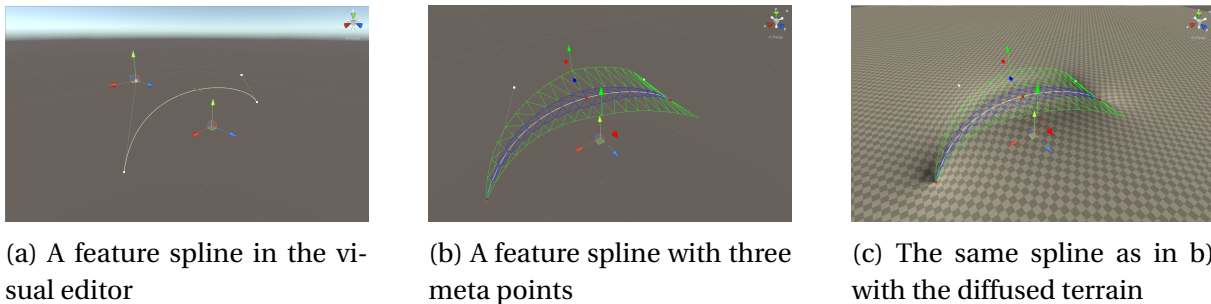 (a) A feature spline in the vi-
sual editor
(b) A feature spline with three
meta points
(c) The same spline as in b)
with the diffused terrain